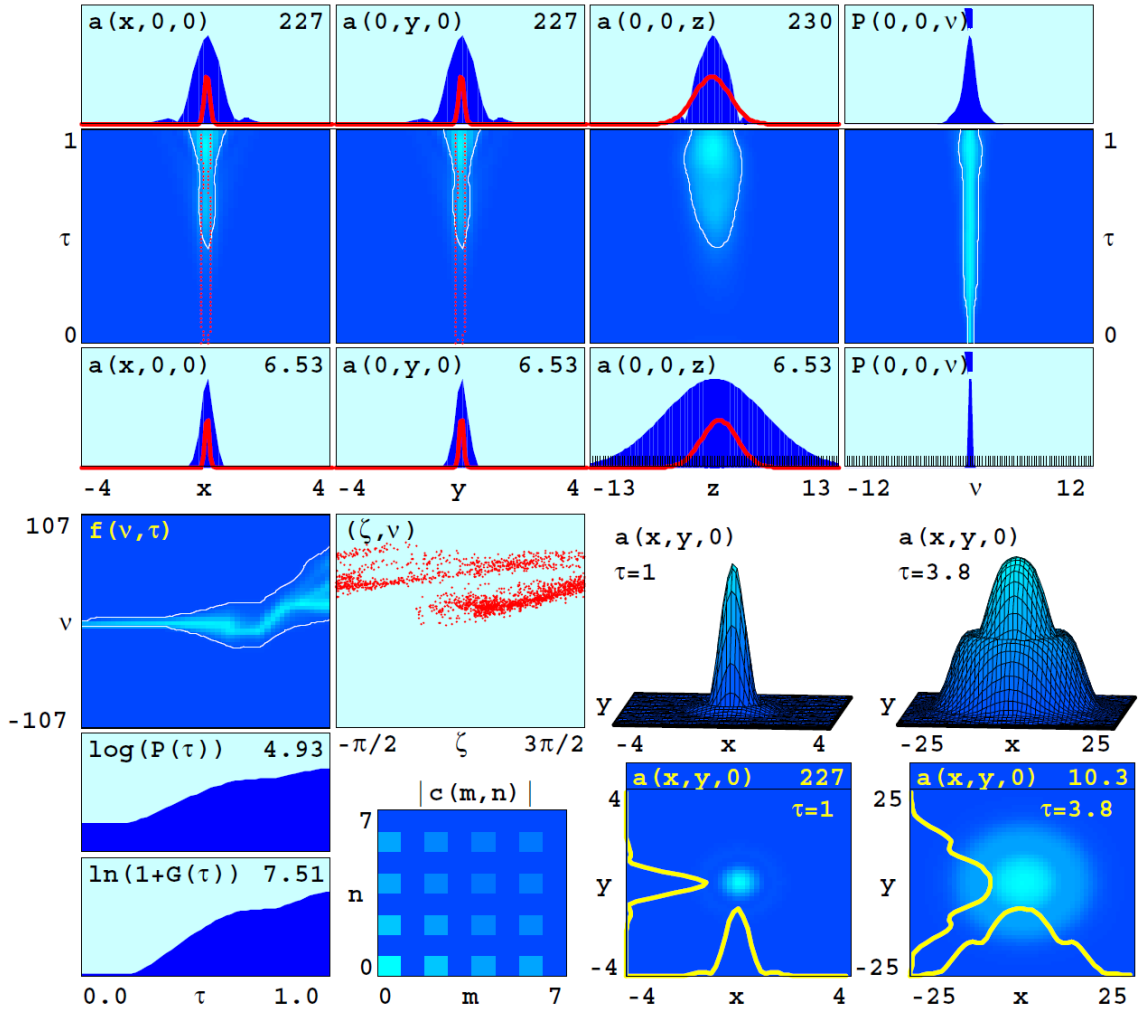 a(x,0,0) 227
a(0,y,0) 227
a(0,0,z) 230
P(0,0,ν)
1
τ
0
1
τ
0
a(x,0,0) 6.53
a(0,y,0) 6.53
a(0,0,z) 6.53
P(0,0,ν)
-4 x 4
-4 y 4
-13 z 13
-12 ν 12
107
ν
-107
f(ν,τ)
(ζ,ν)
-π/2 ζ 3π/2
a(x,y,0)
τ=1
y
-4 x 4
a(x,y,0)
τ=3.8
y
-25 x 25
log(P(τ)) 4.93
ln(1+G(τ)) 7.51
0.0 τ 1.0
|c(m,n)|
7
n
0
0 m 7
a(x,y,0) 227
τ=1
4
y
-4
-4 x 4
a(x,y,0) 10.3
τ=3.8
25
y
-25
-25 x 25